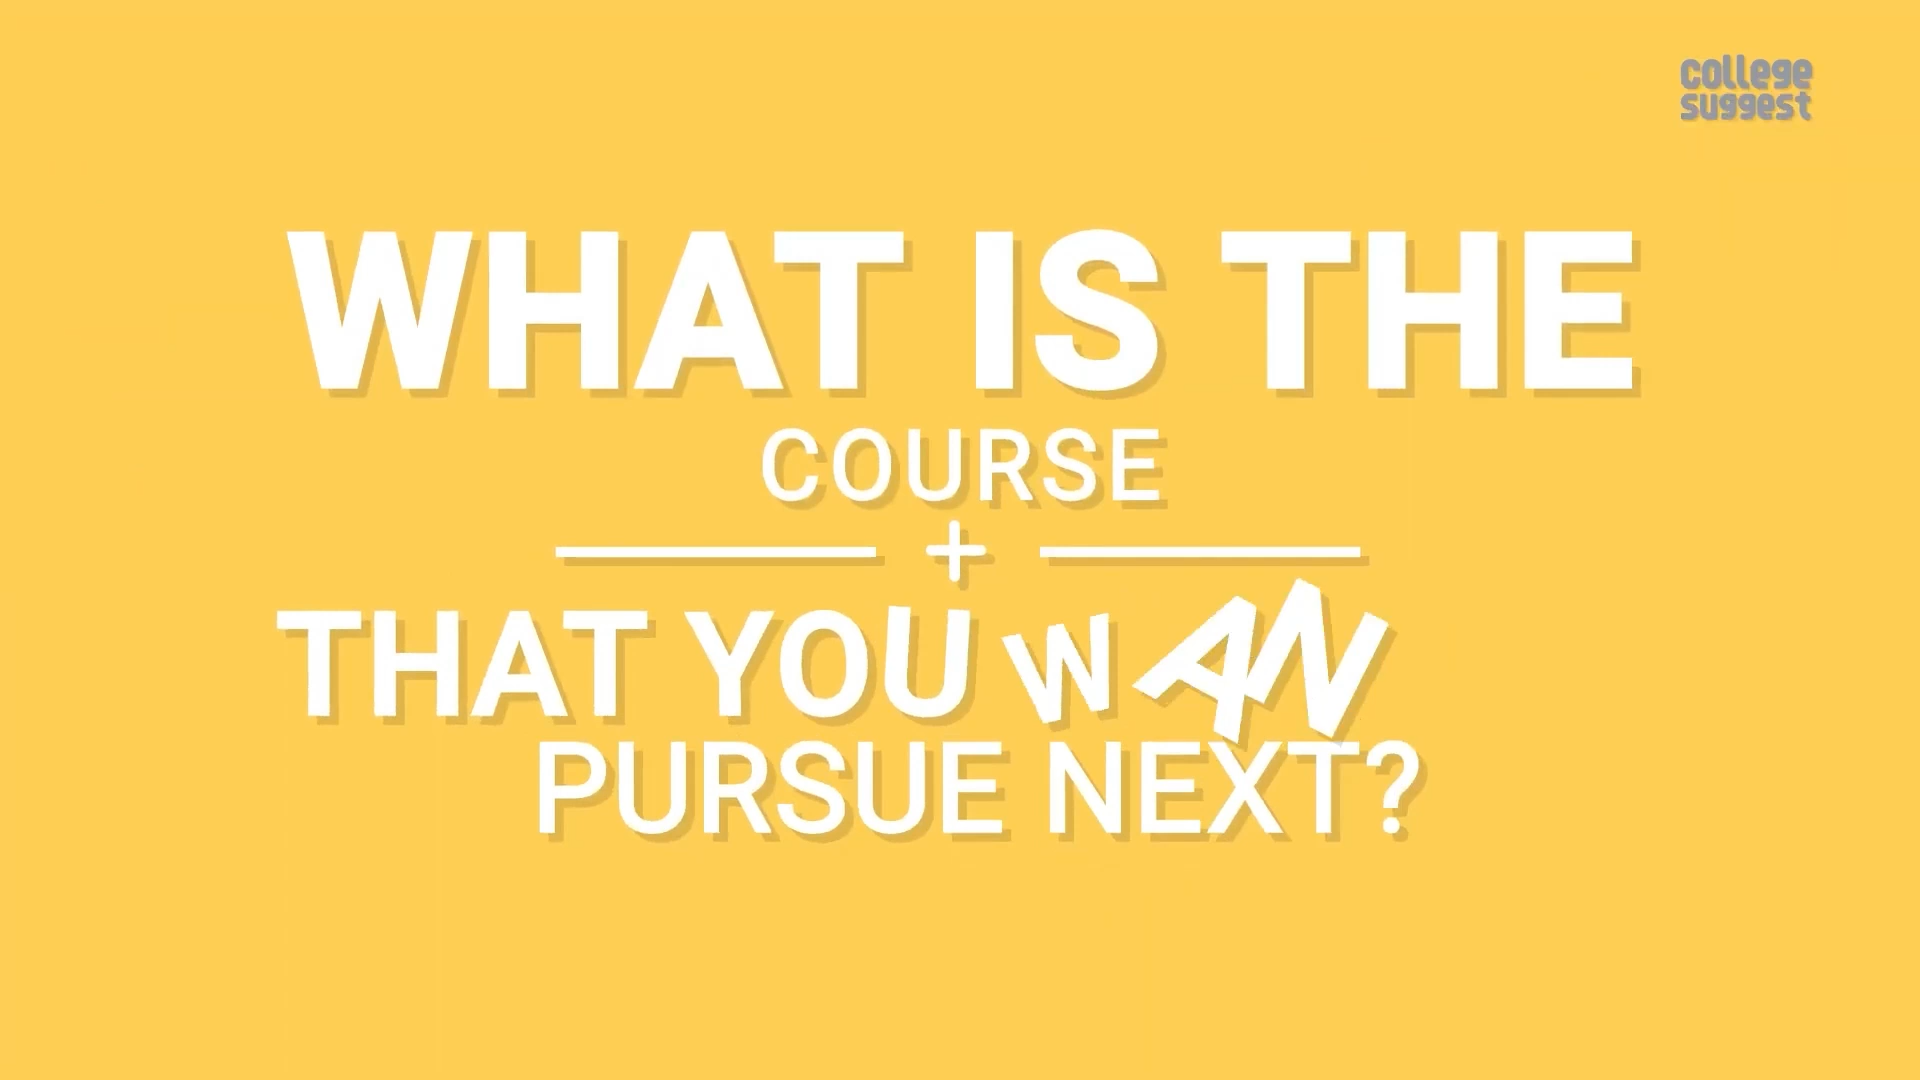 college
suggest
WHAT IS THE
COURSE
+
THAT YOU WAN
PURSUE NEXT?